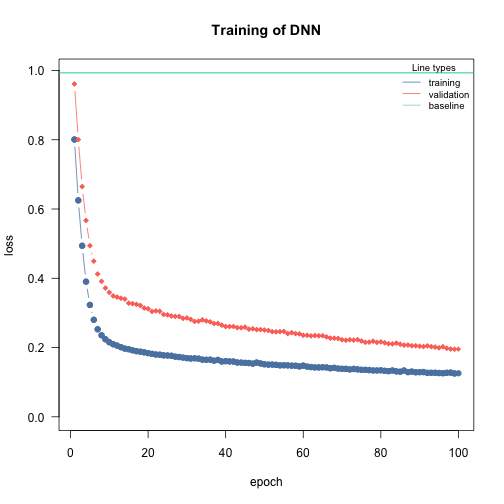 Training of DNN
Line types
training
validation
baseline
1.0
0.8
0.6
0.4
0.2
0.0
loss
0 20 40 60 80 100
epoch